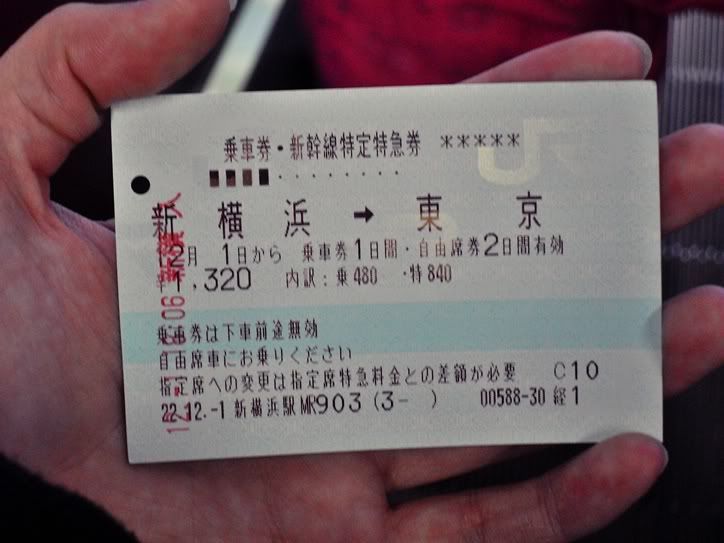 乗車券・新幹線特定特急券 *****
■■■■・・・・・・・・
新横浜 → 東京
12月 1日から 乗車券1日間・自由席券2日間有効
¥1,320 内訳:乗480 ・特840
乗車券は下車前途無効
自由席車にお乗りください
指定席への変更は指定席特急料金との差額が必要 C10
22.12.-1 新横浜駅MR903 (3- ) 00588-30 経1